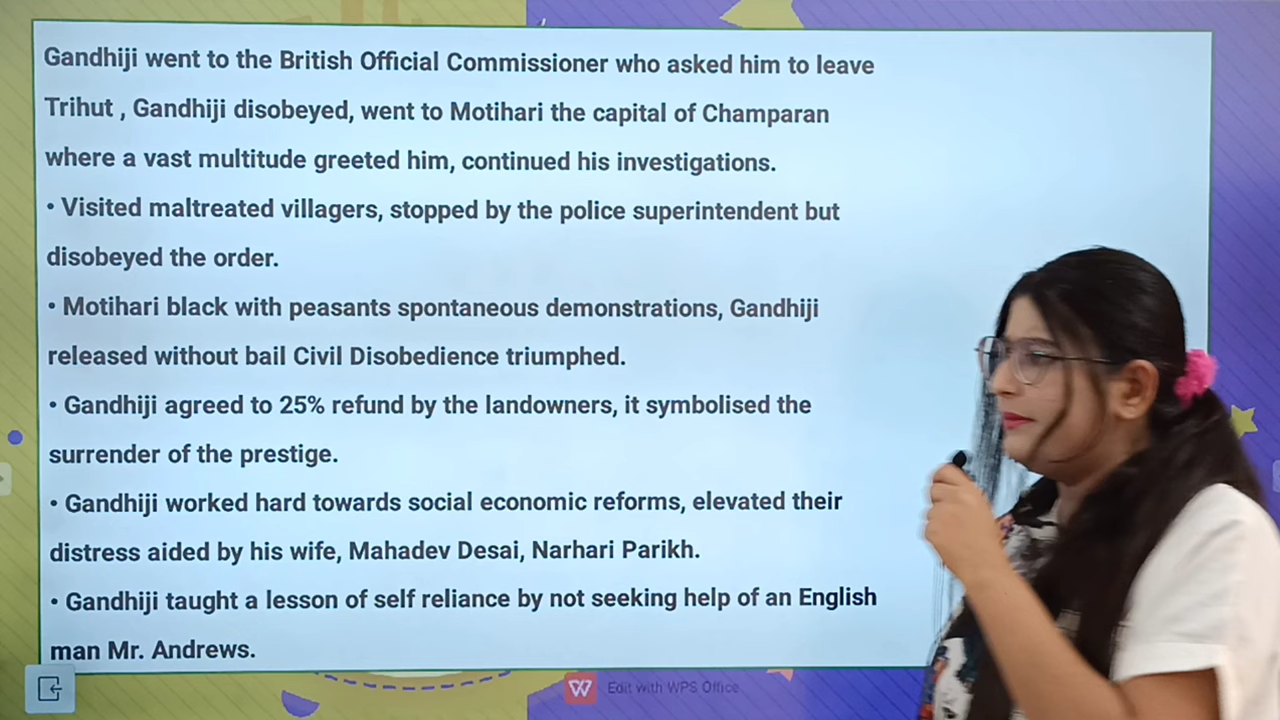 Gandhiji went to the British Official Commissioner who asked him to leave
Trihut , Gandhiji disobeyed, went to Motihari the capital of Champaran
where a vast multitude greeted him, continued his investigations.
• Visited maltreated villagers, stopped by the police superintendent but
disobeyed the order.
• Motihari black with peasants spontaneous demonstrations, Gandhiji
released without bail Civil Disobedience triumphed.
• Gandhiji agreed to 25% refund by the landowners, it symbolised the
surrender of the prestige.
• Gandhiji worked hard towards social economic reforms, elevated their
distress aided by his wife, Mahadev Desai, Narhari Parikh.
• Gandhiji taught a lesson of self reliance by not seeking help of an English
man Mr. Andrews.
Edit with WPS Office